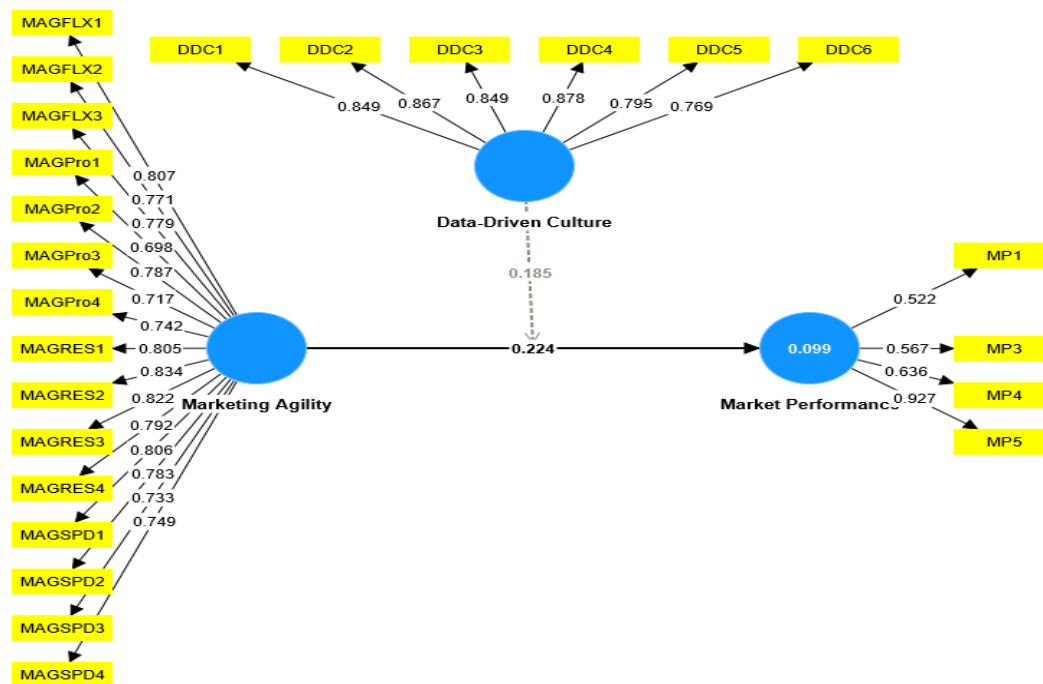 MAGFLX1
MAGFLX2
MAGFLX3
MAGPro1
MAGPro2
MAGPro3
MAGPro4
MAGRES1
MAGRES2
MAGRES3
MAGRES4
MAGSPD1
MAGSPD2
MAGSPD3
MAGSPD4
0.807
0.771
0.779
0.698
0.787
0.717
0.742
0.805
0.834
0.822
0.792
0.806
0.783
0.733
0.749
Marketing Agility
DDC1 DDC2 DDC3 DDC4 DDC5 DDC6
0.849 0.867 0.849 0.878 0.795 0.769
Data-Driven Culture
0.185
0.224
0.099
Market Performance
0.522
0.567
0.636
0.927
MP1
MP3
MP4
MP5